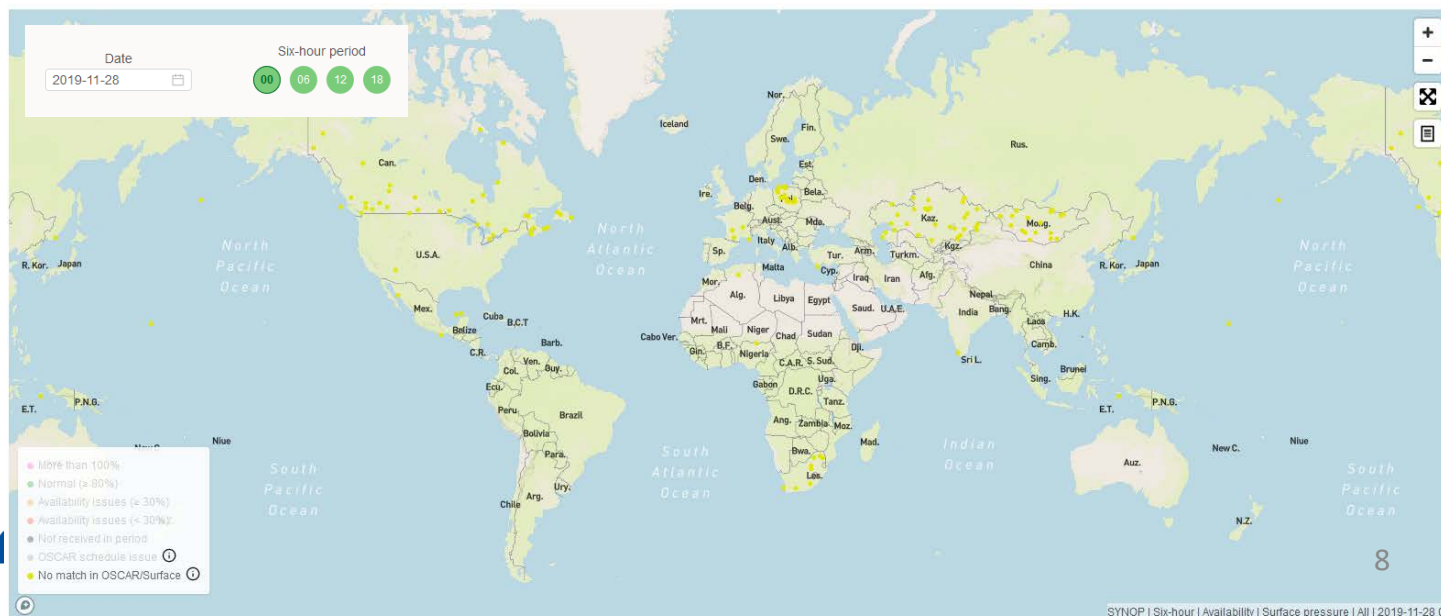 Date
Six-hour period
2019-11-28
00 06 12 18
Iceland
Nor.
Swe.
Fin.
Rus.
Est.
Can.
Den.
Ire.
Bela.
Belg.
Kaz.
Mong.
Aust.
Mda.
North
Atlantic
Ocean
U.S.A.
Italy
Alb.
Sp.
Tur.
Arm.
Turkm.
Kgz.
R. Kor.
Japan
North
Pacific
Ocean
Malta
Cyp.
Iraq
Iran
Afg.
China
R. Kor.
Japan
North
Pacific
Ocean
Mor.
Alg.
Libya
Egypt
Saud.
U.A.E.
Nepal
Bang.
India
H.K.
Mex.
Cuba
B.C.T
Belize
Cabo Ver.
Mrt.
Mali
Niger
Chad
Sudan
Laos
Camb.
Barb.
C.R.
Gin.
B.F.
Nigeria
Dji.
C.A.R.
S. Sud.
Sri L.
Ven.
Guy.
Col.
Ecu.
Gabon
Uga.
D.R.C.
Tanz.
Sing.
Brunei
E.T.
P.N.G.
Peru
Brazil
E.T.
P.N.G.
Ang.
Zambia
Moz.
Bolivia
Mad.
Indian
Ocean
Niue
New C.
Niue
South
Pacific
Ocean
Para.
South
Atlantic
Ocean
Bwa.
Les.
Auz.
South
Pacific
Ocean
Ury.
Arg.
Chile
N.Z.
More than 100%
Normal (≥ 80%)
Availability issues (≥ 30%)
Availability issues (< 30%)
Not received in period
OSCAR schedule issue
No match in OSCAR/Surface
8
SYNOP | Six-hour | Availability | Surface pressure | All | 2019-11-28